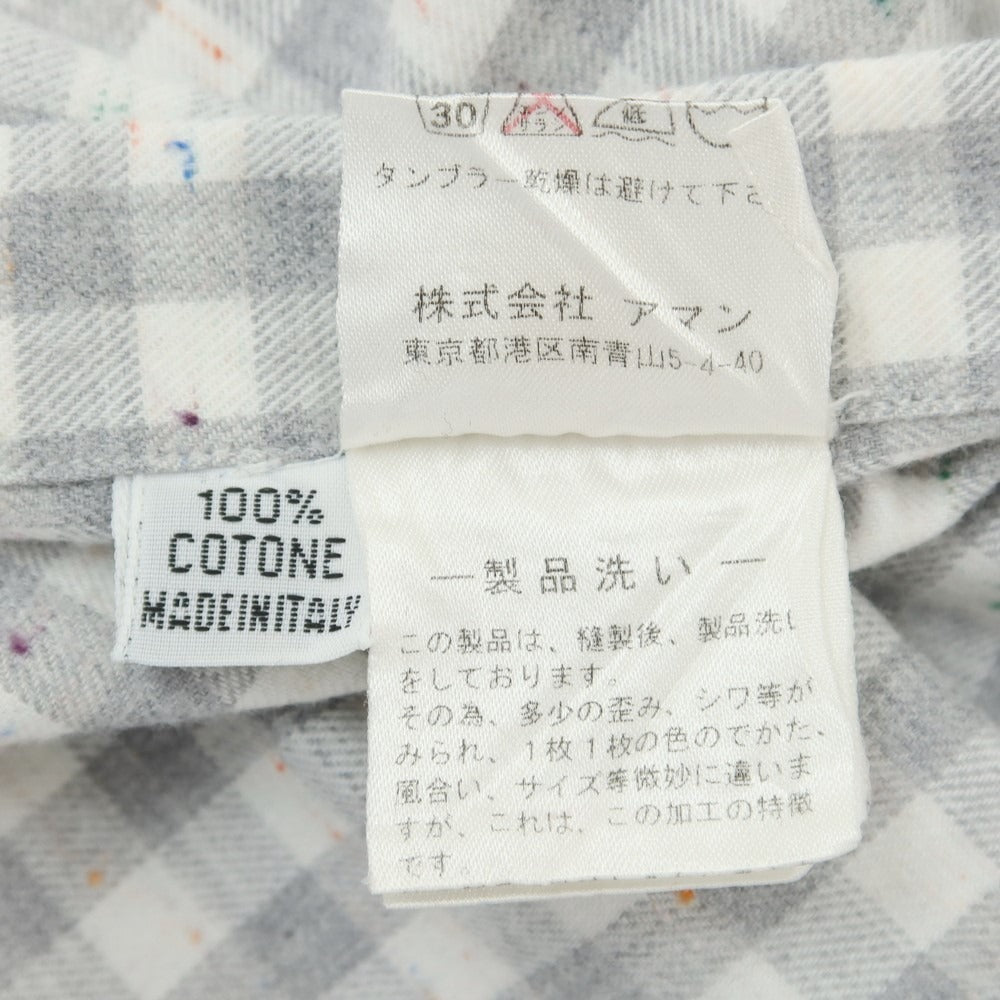 30
タンブラー乾燥は避けて下さ
株式会社 アマン
東京都港区南青山5-4-40
100%
COTONE
MADEINITALY
—製品洗い—
この製品は、縫製後、製品洗い
をしております。
その為、多少の歪み、シワ等が
みられ、1枚1枚の色のでかた、
風合い、サイズ等微妙に違いま
すが、これは、この加工の特徴
です。